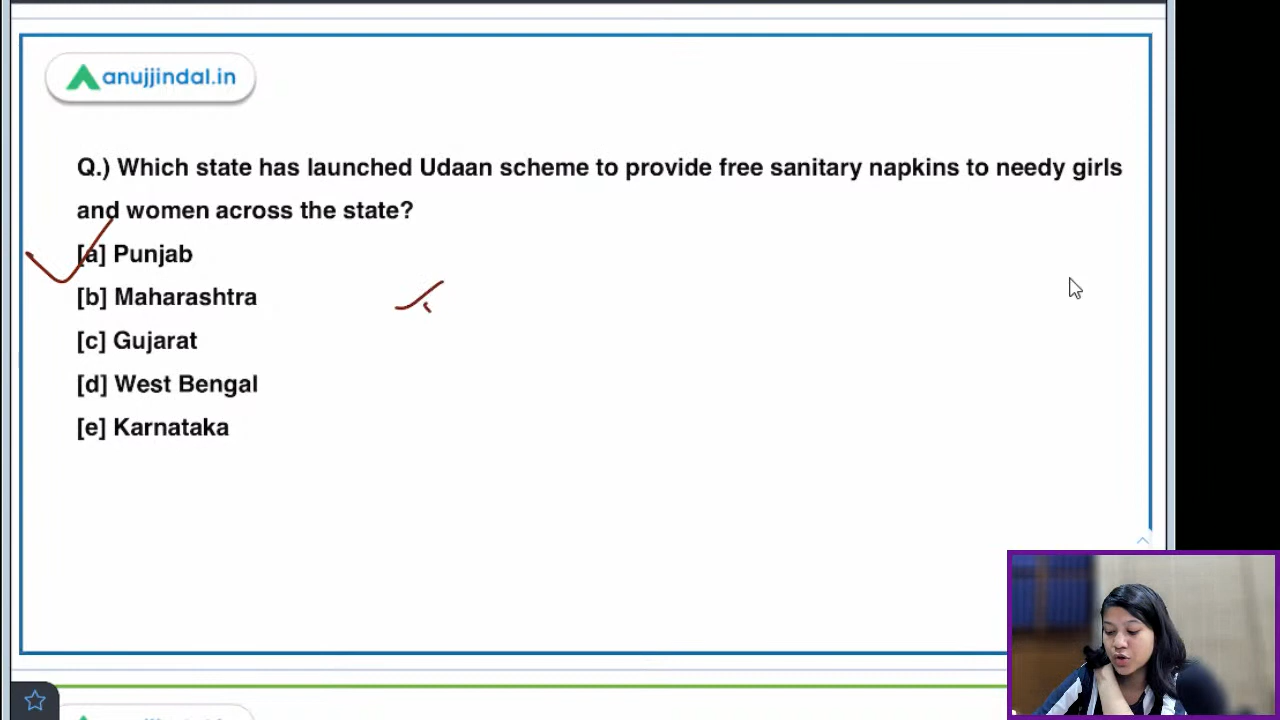 anujjindal.in
Q.) Which state has launched Udaan scheme to provide free sanitary napkins to needy girls
and women across the state?
[a] Punjab
[b] Maharashtra
[c] Gujarat
[d] West Bengal
[e] Karnataka